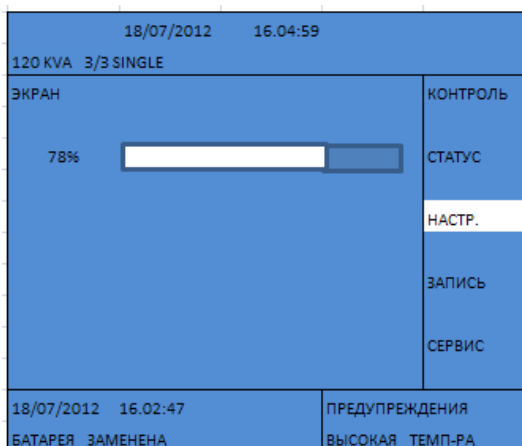 18/07/2012 16.04:59
120 KVA 3/3 SINGLE
ЭКРАН
КОНТРОЛЬ
78%
СТАТУС
НАСТР.
ЗАПИСЬ
СЕРВИС
18/07/2012 16.02:47
ПРЕДУПРЕЖДЕНИЯ
БАТАРЕЯ ЗАМЕНЕНА
ВЫСОКАЯ ТЕМП-РА